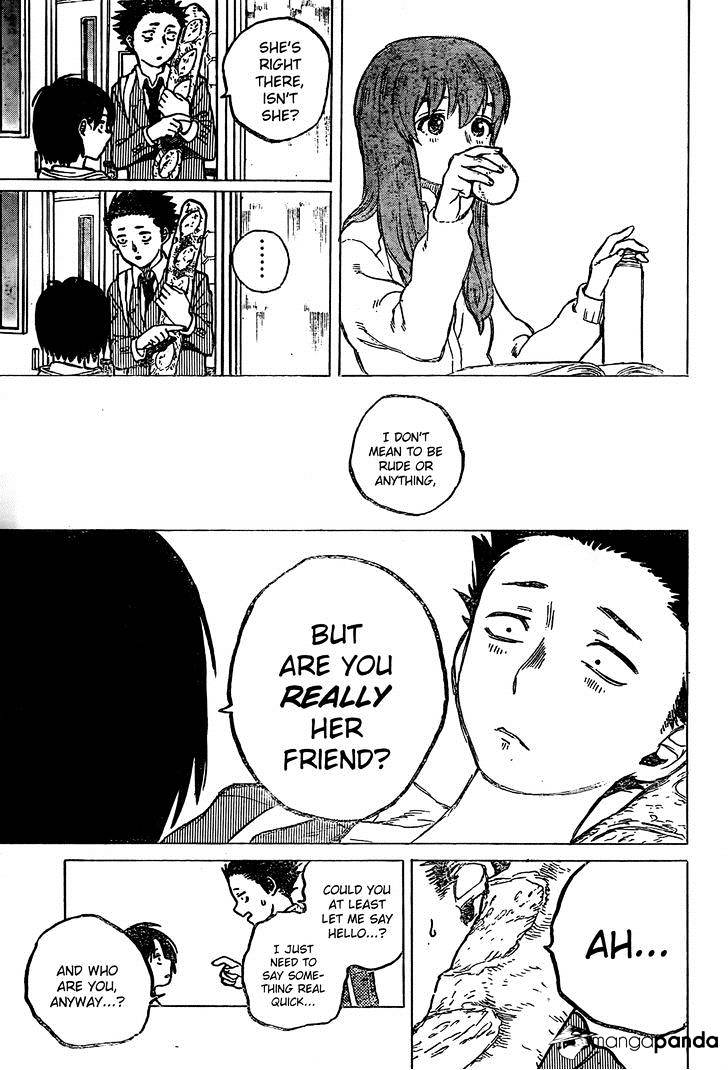 SHE'S
RIGHT
THERE,
ISN'T
SHE?
......
I DON'T
MEAN TO BE
RUDE OR
ANYTHING,
BUT
ARE YOU
REALLY
HER
FRIEND?
AH...
COULD YOU
AT LEAST
LET ME SAY
HELLO...?
I JUST
NEED TO
SAY SOME-
THING REAL
QUICK...
AND WHO
ARE YOU,
ANYWAY...?
mangapanda